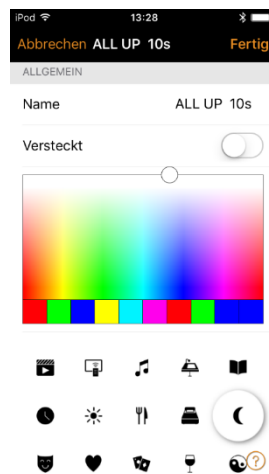 iPod 13:28
Abbrechen ALL UP 10s Fertig
ALLGEMEIN
Name ALL UP 10s
Versteckt
?